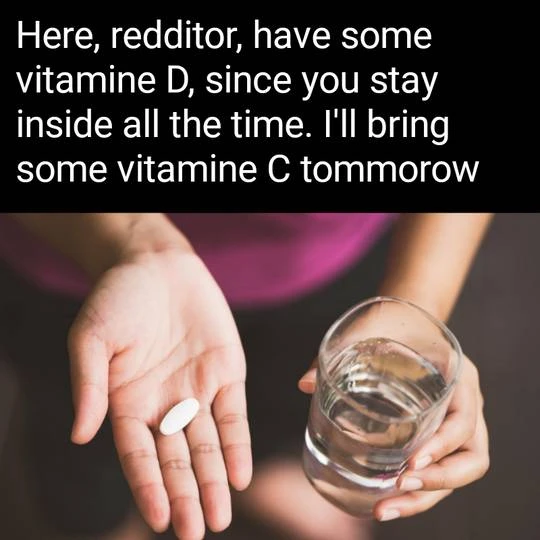 Here, redditor, have some
vitamine D, since you stay
inside all the time. I'll bring
some vitamine C tommorow